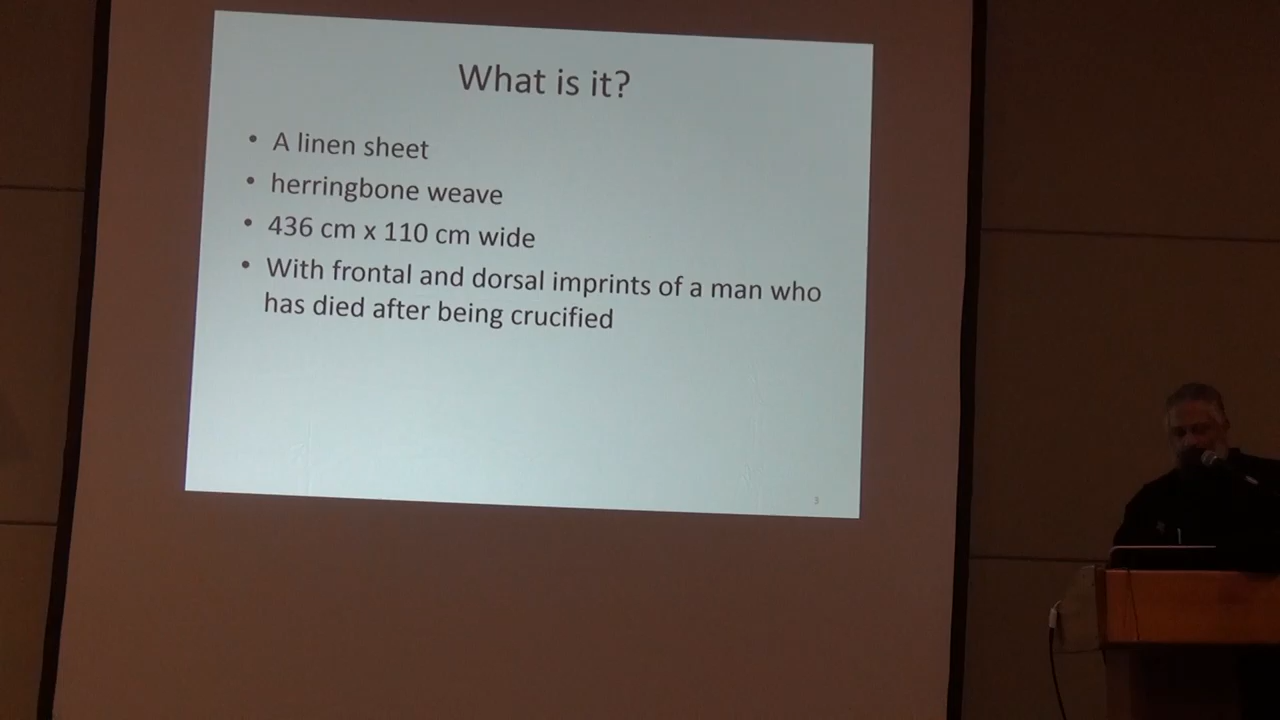 What is it?
• A linen sheet
• herringbone weave
• 436 cm x 110 cm wide
• With frontal and dorsal imprints of a man who
has died after being crucified
3